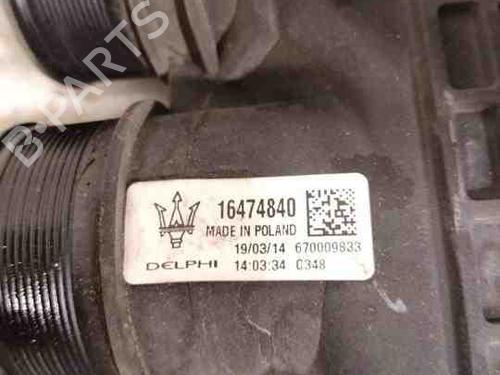 B-PARTS
16474840
MADE IN POLAND
19/03/14 670009833
DELPHI 14:03:34 0348